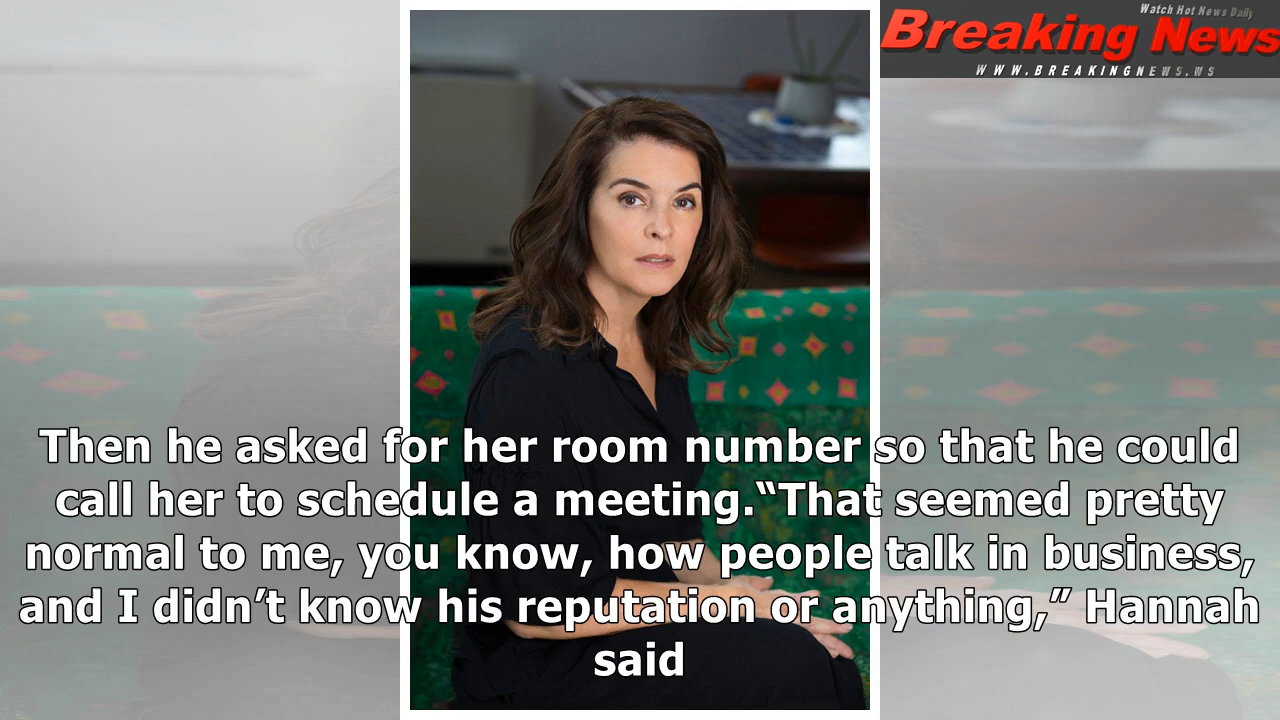 Watch Hot News Daily
Breaking News
WWW.BREAKINGNEWS.WS
Then he asked for her room number so that he could
call her to schedule a meeting.“That seemed pretty
normal to me, you know, how people talk in business,
and I didn’t know his reputation or anything,” Hannah
said